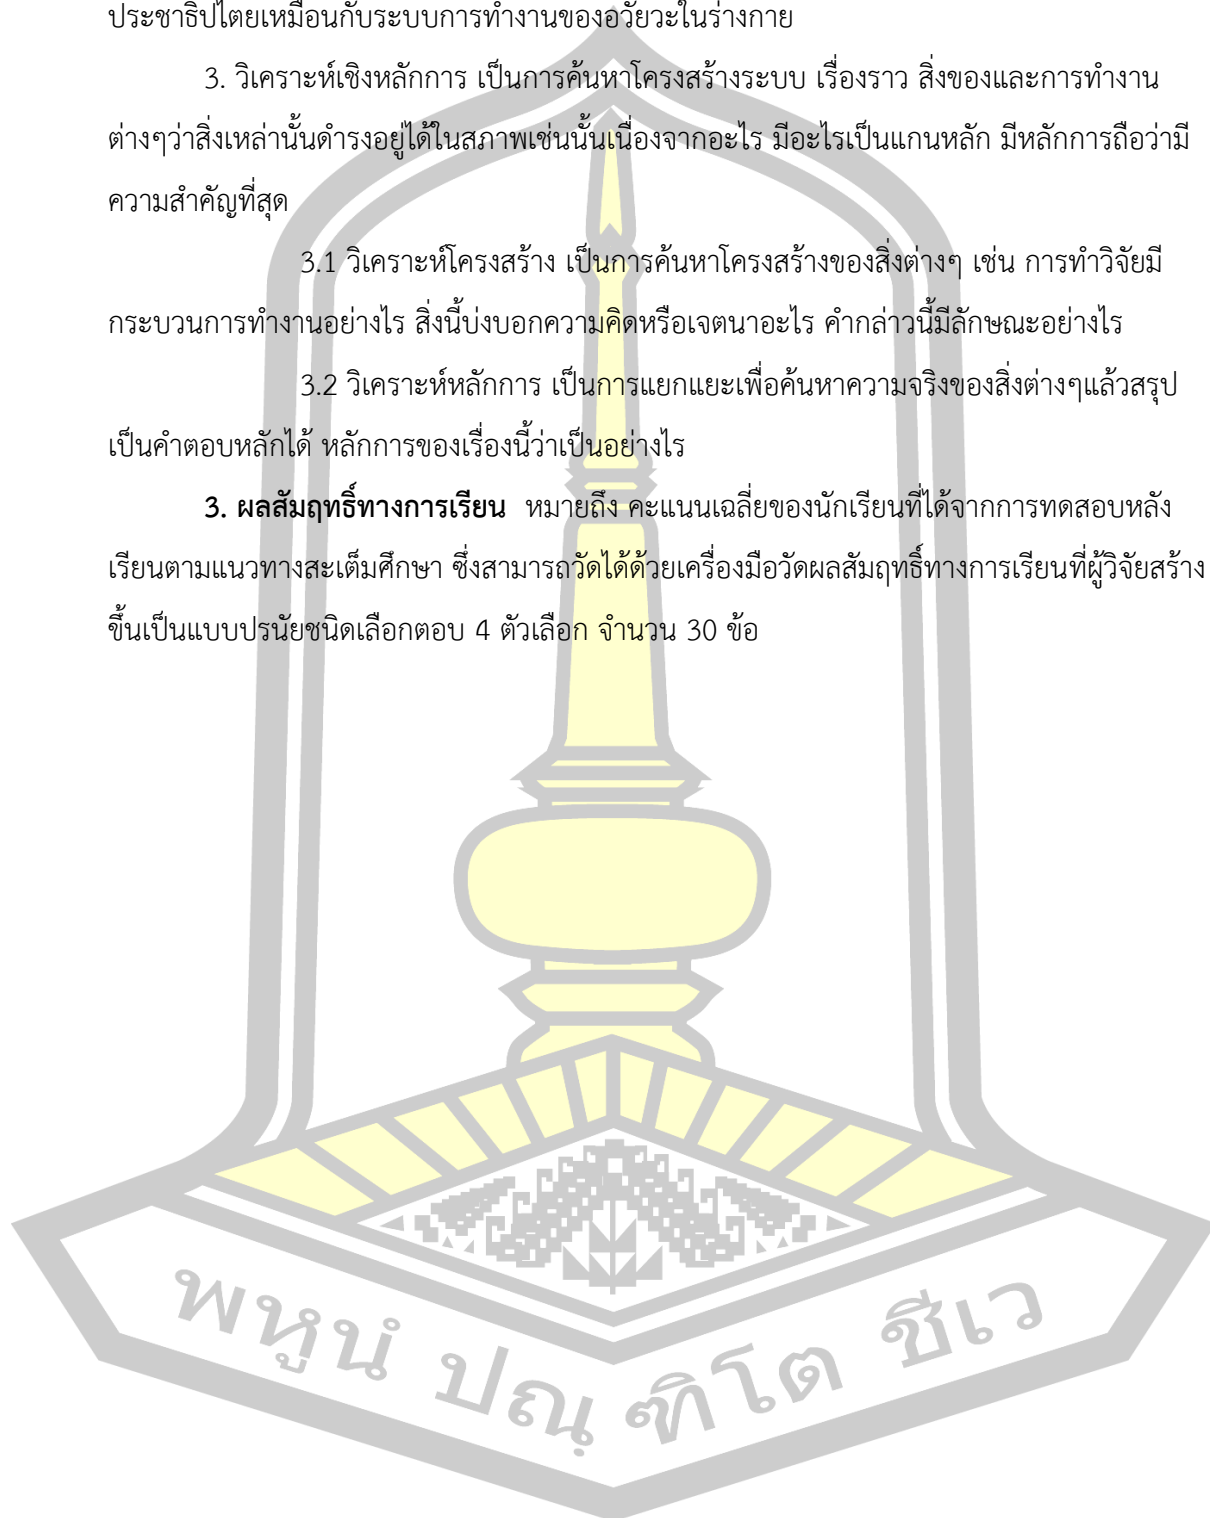 ประชาธิปไตยเหมือนกับระบบการทำงานของอวัยวะในร่างกาย
3. วิเคราะห์เชิงหลักการ เป็นการค้นหาโครงสร้างระบบ เรื่องราว สิ่งของและการทำงาน
ต่างๆว่าสิ่งเหล่านั้นดำรงอยู่ได้ในสภาพเช่นนั้นเนื่องจากอะไร มีอะไรเป็นแกนหลัก มีหลักการถือว่ามี
ความสำคัญที่สุด
3.1 วิเคราะห์โครงสร้าง เป็นการค้นหาโครงสร้างของสิ่งต่างๆ เช่น การทำวิจัยมี
กระบวนการทำงานอย่างไร สิ่งนี้บ่งบอกความคิดหรือเจตนาอะไร คำกล่าวนี้มีลักษณะอย่างไร
3.2 วิเคราะห์หลักการ เป็นการแยกแยะเพื่อค้นหาความจริงของสิ่งต่างๆแล้วสรุป
เป็นคำตอบหลักได้ หลักการของเรื่องนี้ว่าเป็นอย่างไร
3. ผลสัมฤทธิ์ทางการเรียน หมายถึง คะแนนเฉลี่ยของนักเรียนที่ได้จากการทดสอบหลัง
เรียนตามแนวทางสะเต็มศึกษา ซึ่งสามารถวัดได้ด้วยเครื่องมือวัดผลสัมฤทธิ์ทางการเรียนที่ผู้วิจัยสร้าง
ขึ้นเป็นแบบปรนัยชนิดเลือกตอบ 4 ตัวเลือก จำนวน 30 ข้อ
พหูนํ ปณฺฑิโต ชีเว